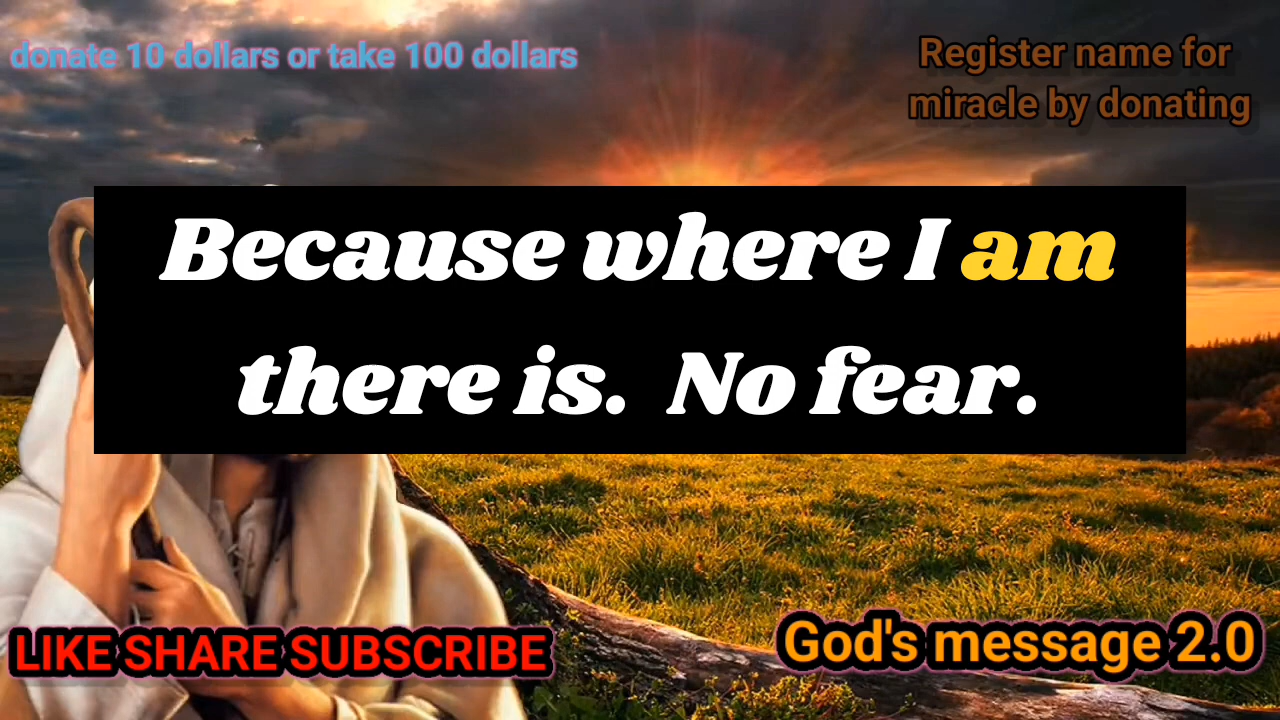 donate 10 dollars or take 100 dollars
Register name for
miracle by donating
Because where I am
there is. No fear.
LIKE SHARE SUBSCRIBE
God's message 2.0